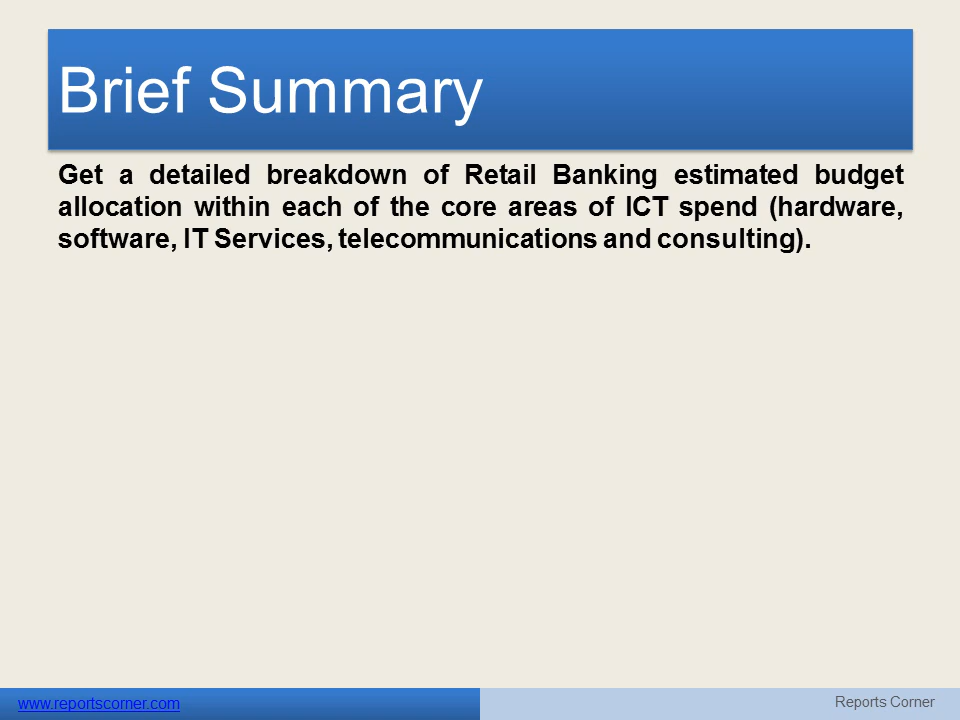 Brief Summary
Get a detailed breakdown of Retail Banking estimated budget
allocation within each of the core areas of ICT spend (hardware,
software, IT Services, telecommunications and consulting).
www.reportscorner.com
Reports Corner